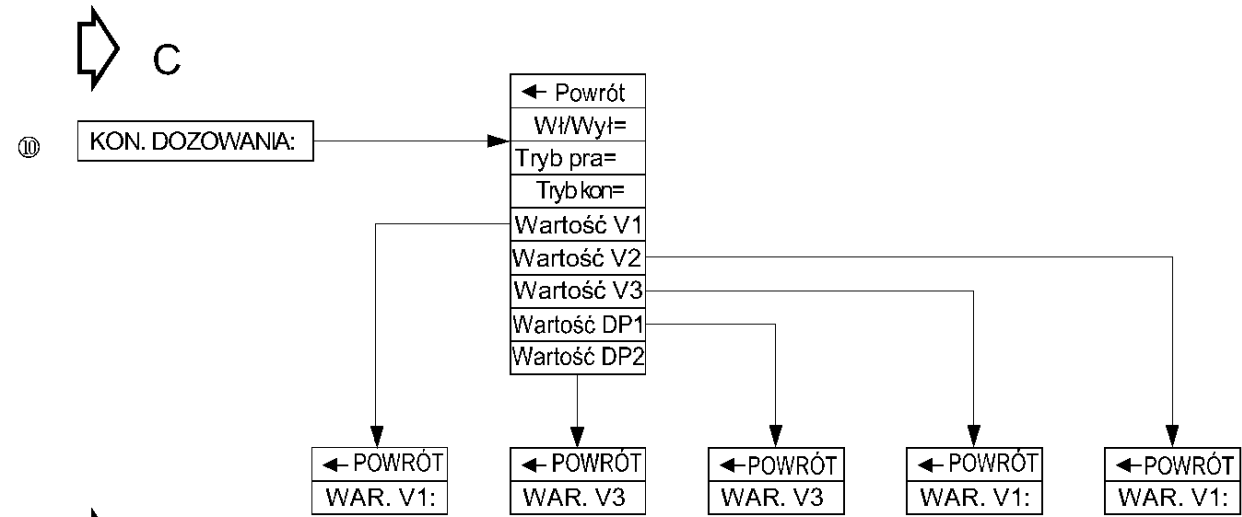 C
← Powrót
Wł/Wył=
⑩ KON. DOZOWANIA:
Tryb pra=
Tryb kon=
Wartość V1
Wartość V2
Wartość V3
Wartość DP1
Wartość DP2
←POWRÓT ←POWRÓT ←POWRÓT ←POWRÓT ←POWRÓT
WAR. V1: WAR. V3 WAR. V3 WAR. V1: WAR. V1: